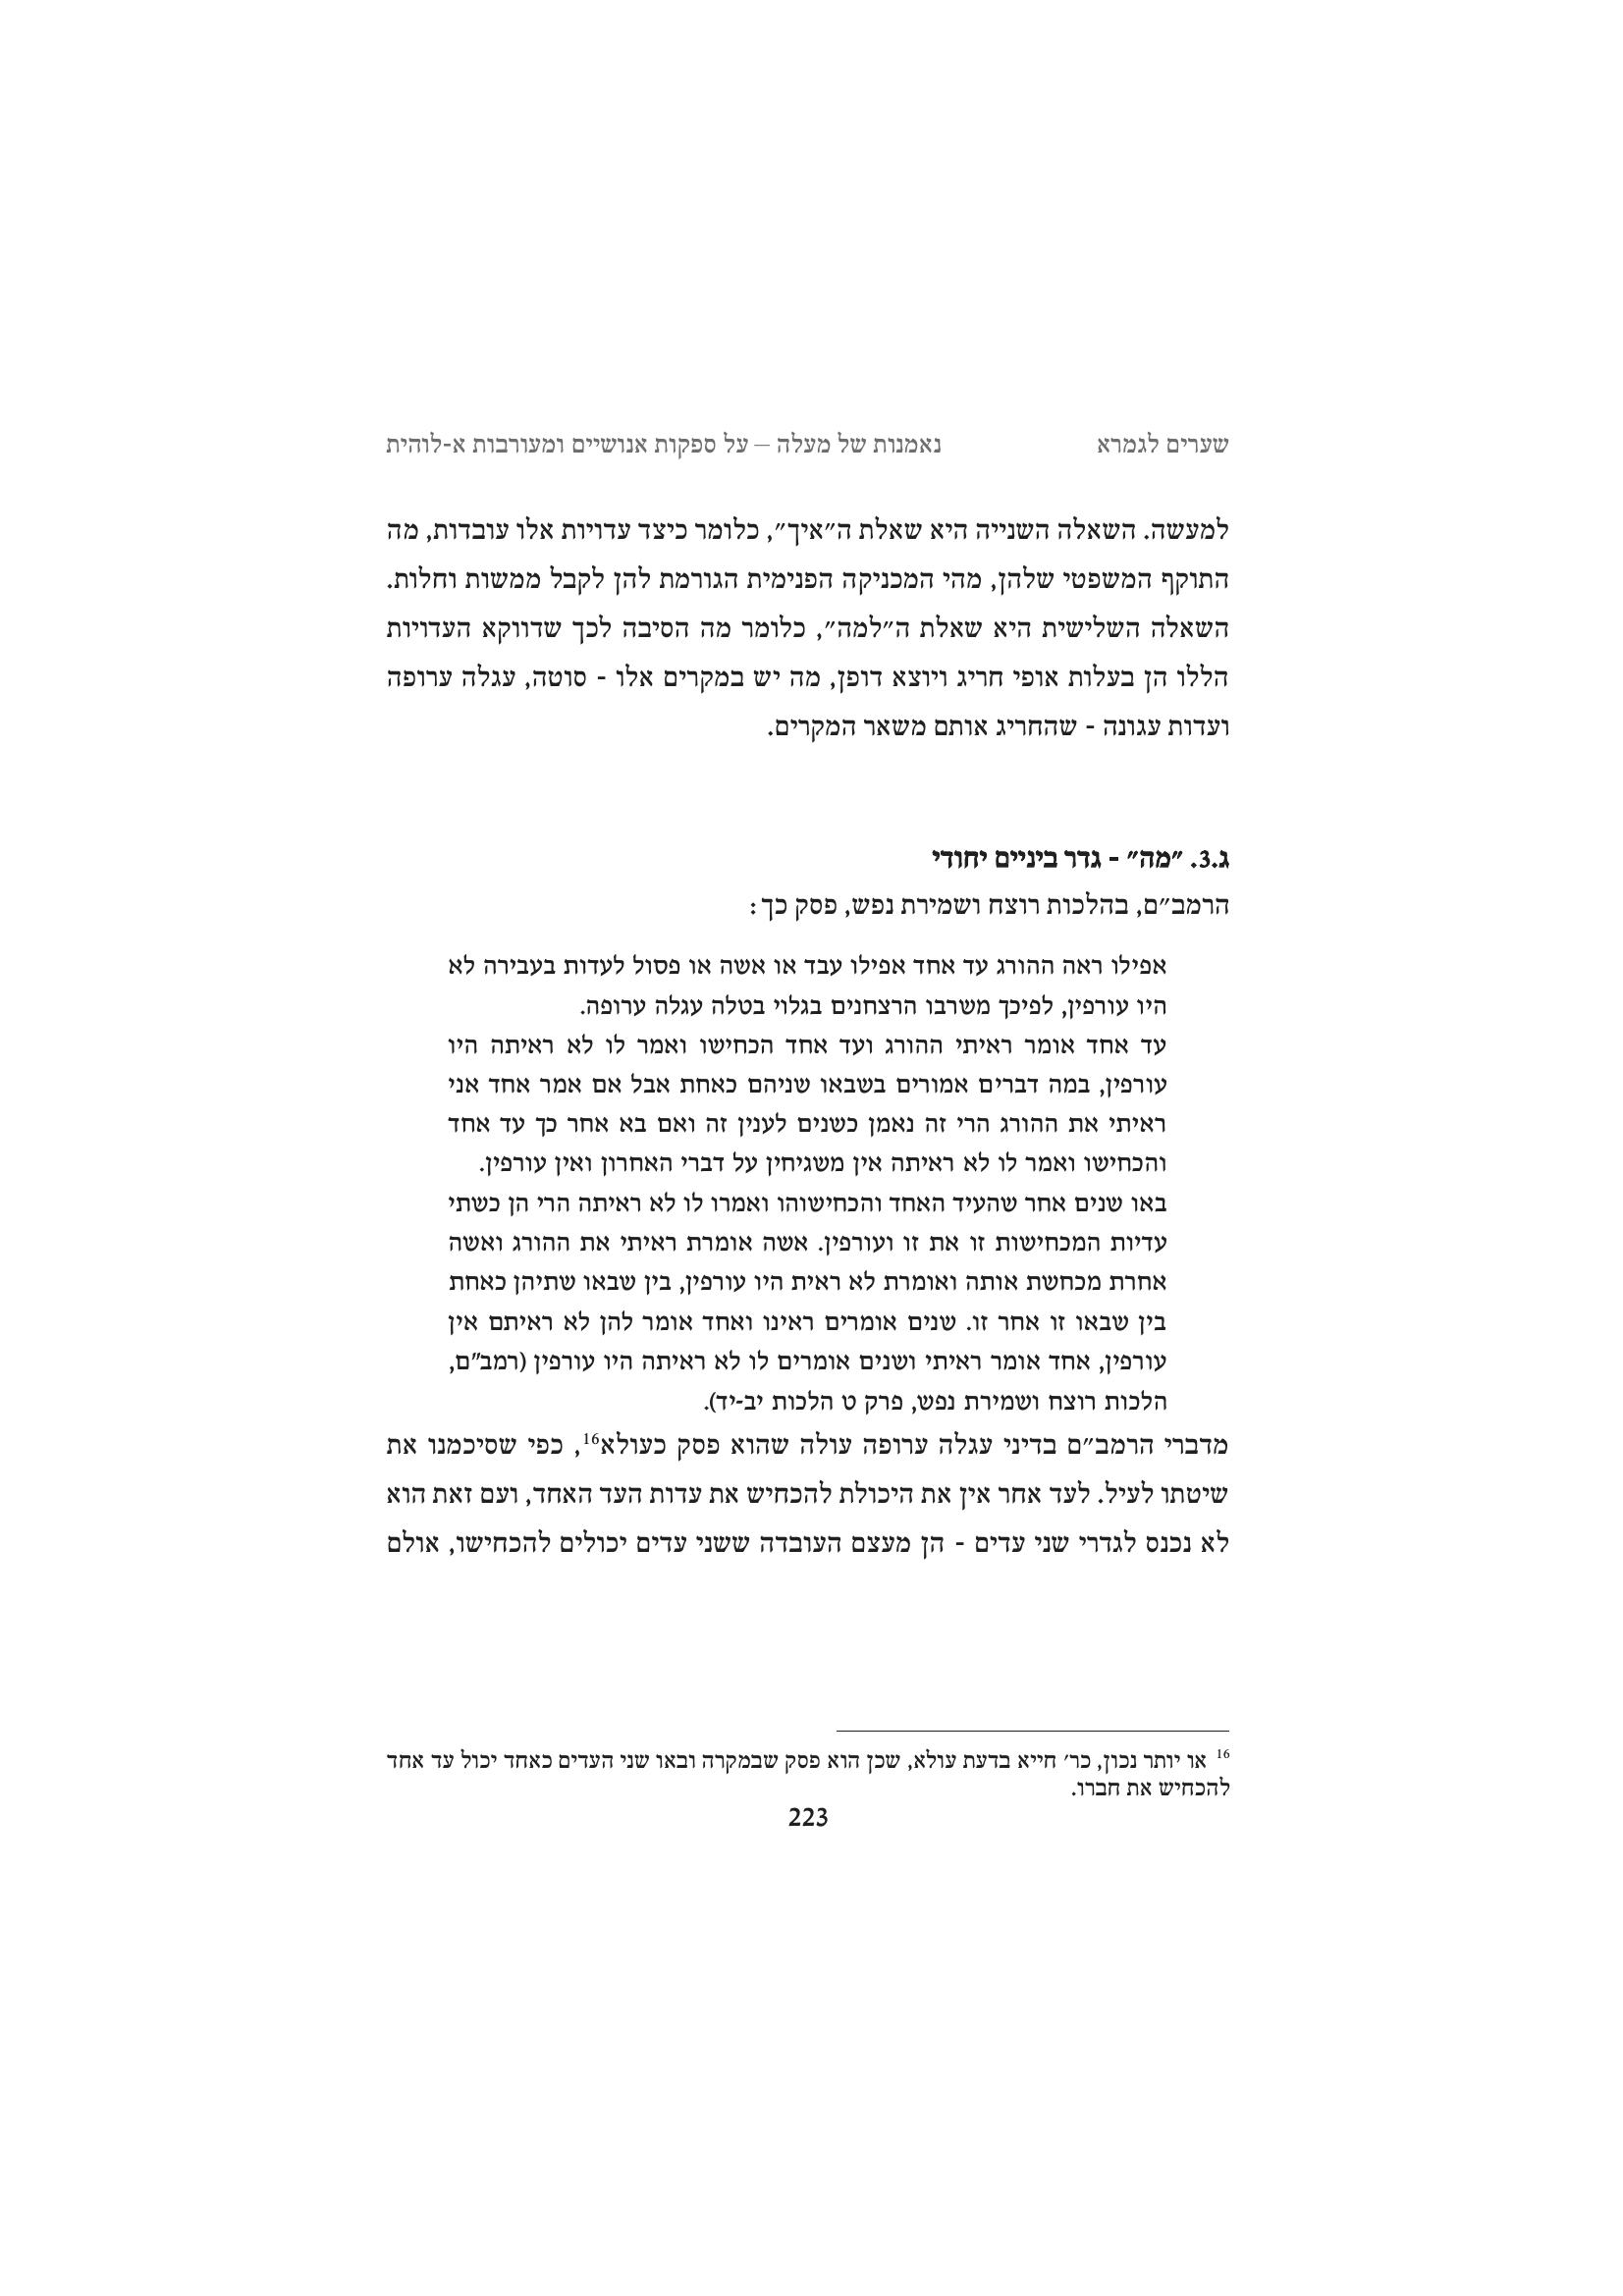 שערים לגמרא נאמנות של מעלה – על ספקות אנושיים ומעורבות א-לוהית
למעשה. השאלה השנייה היא שאלת ה״איך״, כלומר כיצד עדויות אלו עובדות, מה
התוקף המשפטי שלהן, מהי המכניקה הפנימית הגורמת להן לקבל ממשות וחלות.
השאלה השלישית היא שאלת ה״למה״, כלומר מה הסיבה לכך שדווקא העדויות
הללו הן בעלות אופי חריג ויוצא דופן, מה יש במקרים אלו - סוטה, עגלה ערופה
ועדות עגונה - שהחריג אותם משאר המקרים.
ג.3. ״מה״ - גדר ביניים יחודי
הרמב״ם, בהלכות רוצח ושמירת נפש, פסק כך:
אפילו ראה ההורג עד אחד אפילו עבד או אשה או פסול לעדות בעבירה לא
היו עורפין, לפיכך משרבו הרצחנים בגלוי בטלה עגלה ערופה.
עד אחד אומר ראיתי ההורג ועד אחד הכחישו ואמר לו לא ראיתה היו
עורפין, במה דברים אמורים בשבאו שניהם כאחת אבל אם אמר אחד אני
ראיתי את ההורג הרי זה נאמן כשנים לענין זה ואם בא אחר כך עד אחד
והכחישו ואמר לו לא ראיתה אין משגיחין על דברי האחרון ואין עורפין.
באו שנים אחר שהעיד האחד והכחישוהו ואמרו לו לא ראיתה הרי הן כשתי
עדיות המכחישות זו את זו ועורפין. אשה אומרת ראיתי את ההורג ואשה
אחרת מכחשת אותה ואומרת לא ראית היו עורפין, בין שבאו שתיהן כאחת
בין שבאו זו אחר זו. שנים אומרים ראינו ואחד אומר להן לא ראיתם אין
עורפין, אחד אומר ראיתי ושנים אומרים לו לא ראיתה היו עורפין (רמב"ם,
הלכות רוצח ושמירת נפש, פרק ט הלכות יב-יד).
מדברי הרמב״ם בדיני עגלה ערופה עולה שהוא פסק כעולא16, כפי שסיכמנו את
שיטתו לעיל. לעד אחר אין את היכולת להכחיש את עדות העד האחד, ועם זאת הוא
לא נכנס לגדרי שני עדים - הן מעצם העובדה ששני עדים יכולים להכחישו, אולם
16 או יותר נכון, כר׳ חייא בדעת עולא, שכן הוא פסק שבמקרה ובאו שני העדים כאחד יכול עד אחד
להכחיש את חברו.
223